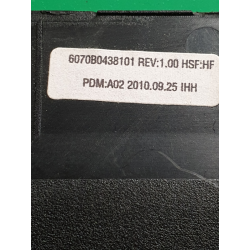 6070B0438101 REV:1.00 HSF:HF
PDM:A02 2010.09.25 IHH